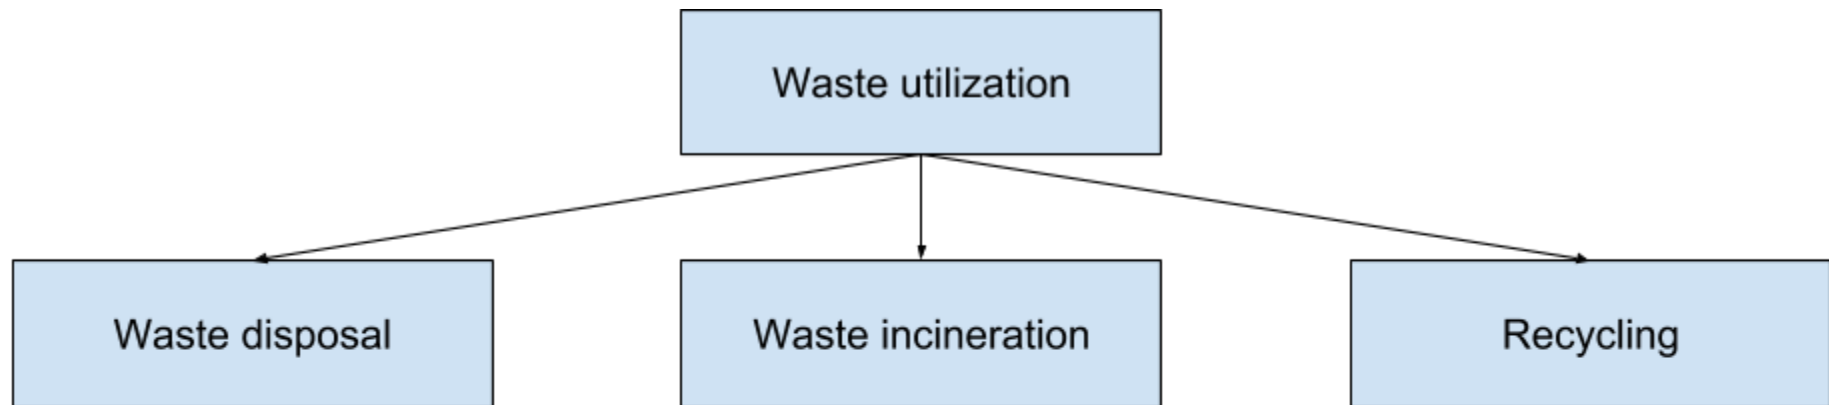 Waste utilization
Waste disposal
Waste incineration
Recycling